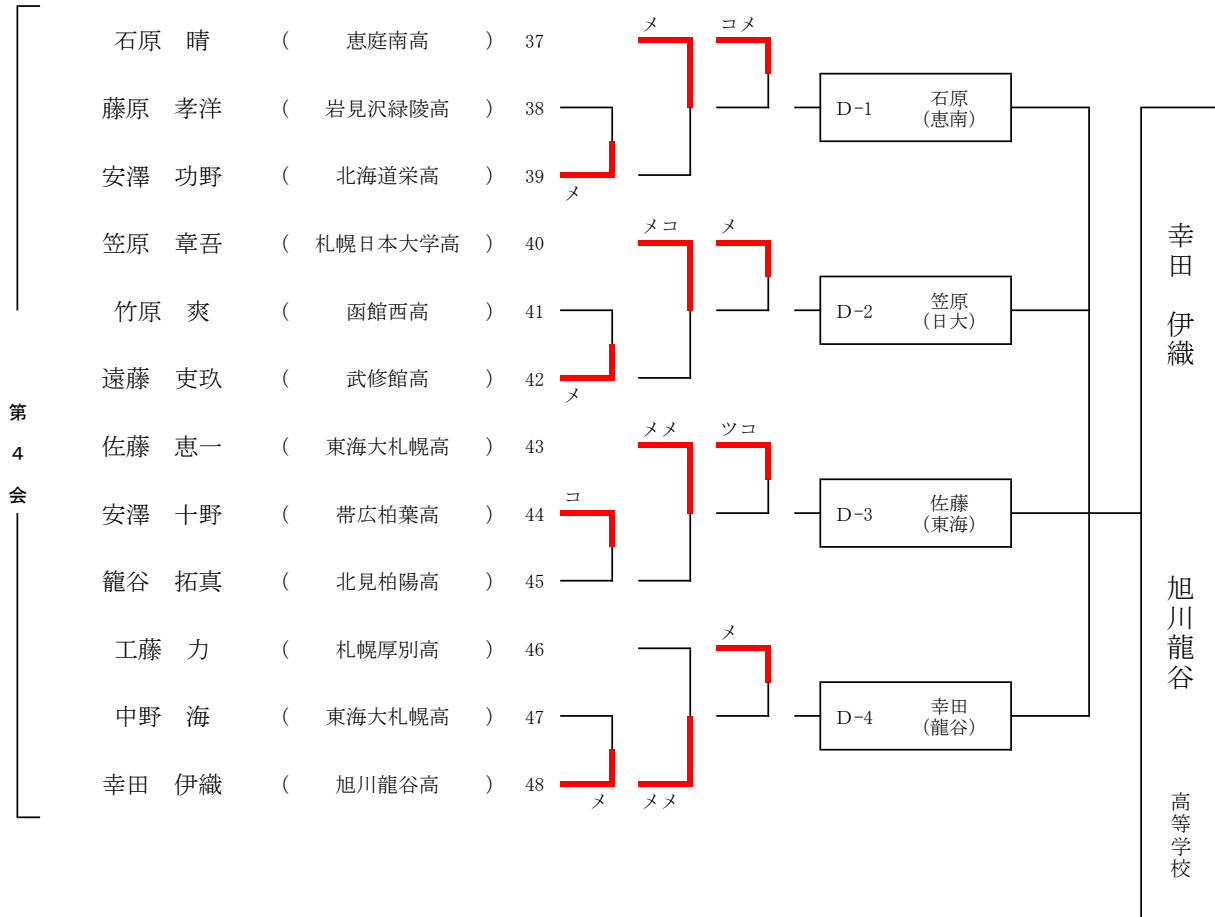 第４会
石原 晴 ( 恵庭南高 ) 37
藤原 孝洋 ( 岩見沢緑陵高 ) 38
安澤 功野 ( 北海道栄高 ) 39
笠原 章吾 ( 札幌日本大学高 ) 40
竹原 爽 ( 函館西高 ) 41
遠藤 吏玖 ( 武修館高 ) 42
佐藤 恵一 ( 東海大札幌高 ) 43
安澤 十野 ( 帯広柏葉高 ) 44
籠谷 拓真 ( 北見柏陽高 ) 45
工藤 力 ( 札幌厚別高 ) 46
中野 海 ( 東海大札幌高 ) 47
幸田 伊織 ( 旭川龍谷高 ) 48
メ
メ
コ
メ
メ
メコ
メメ
メメ
コメ
メ
ツコ
メ
D-1 石原
(恵南)
D-2 笠原
(日大)
D-3 佐藤
(東海)
D-4 幸田
(龍谷)
幸田 伊織
旭川龍谷
高等学校